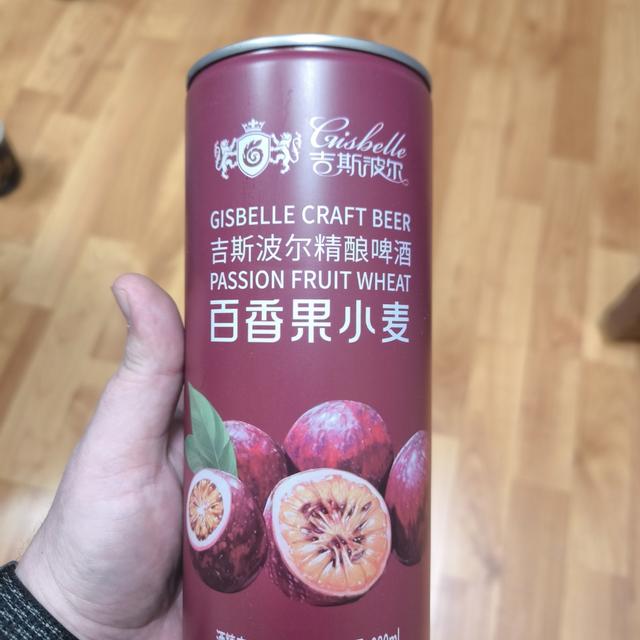 Gisbelle
吉斯波尔
GISBELLE CRAFT BEER
吉斯波尔精酿啤酒
PASSION FRUIT WHEAT
百香果小麦